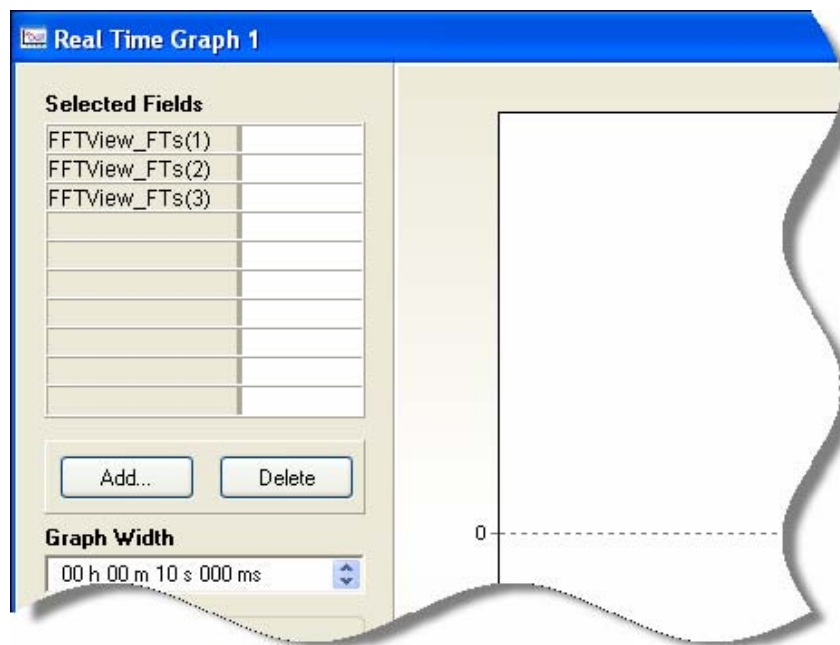 Real Time Graph 1
Selected Fields
FFTView_FTs(1)
FFTView_FTs(2)
FFTView_FTs(3)
Add... Delete
Graph Width
00 h 00 m 10 s 000 ms
0